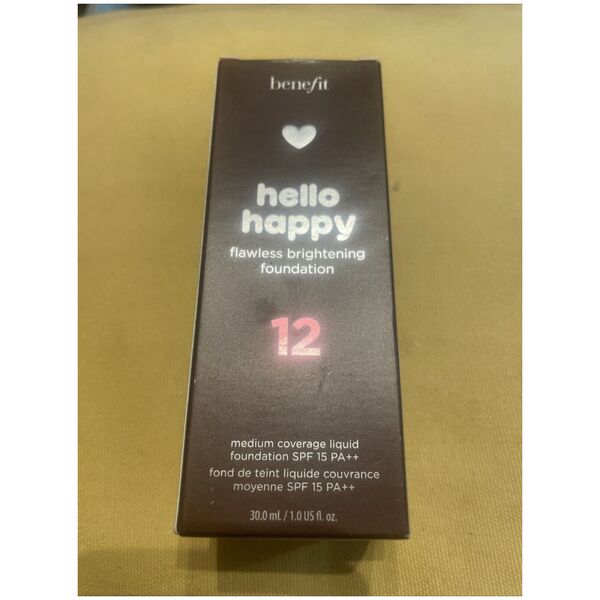 benefit
hello
happy
flawless brightening
foundation
12
medium coverage liquid
foundation SPF 15 PA++
fond de teint liquide couvrance
moyenne SPF 15 PA++
30.0 mL / 1.0 US fl. oz.